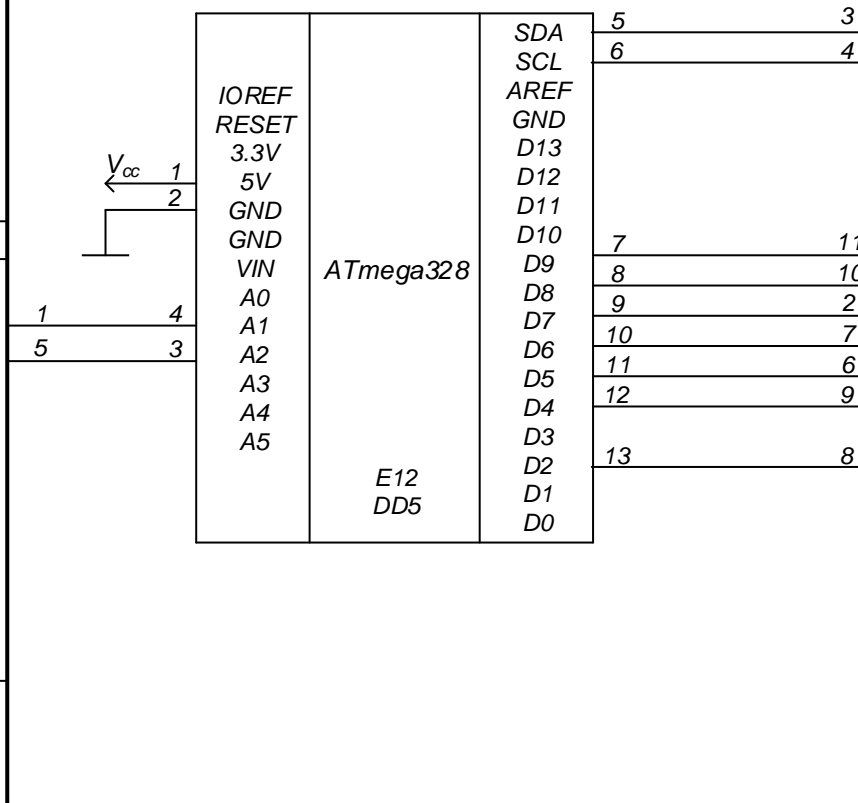 SDA 5 3
SCL 6 4
IOREF AREF
RESET GND
3.3V D13
Vcc 1 5V D12
2 GND D11
GND D10
VIN ATmega328 D9 7 11
A0 D8 8 10
1 4 A1 D7 9 2
5 3 A2 D6 10 7
A3 D5 11 6
A4 D4 12 9
A5 D3
E12 D2 13 8
DD5 D1
D0